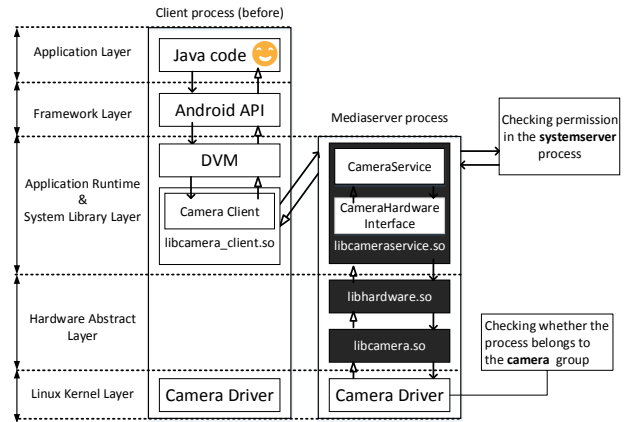 Client process (before)
Application Layer
Java code
Framework Layer
Android API
Mediaserver process
Checking permission
in the systemserver
process
Application Runtime
&
System Library Layer
DVM
Camera Client
libcamera_client.so
CameraService
CameraHardware
Interface
libcameraservice.so
Hardware Abstract
Layer
libhardware.so
libcamera.so
Checking whether the
process belongs to
the camera group
Linux Kernel Layer
Camera Driver
Camera Driver